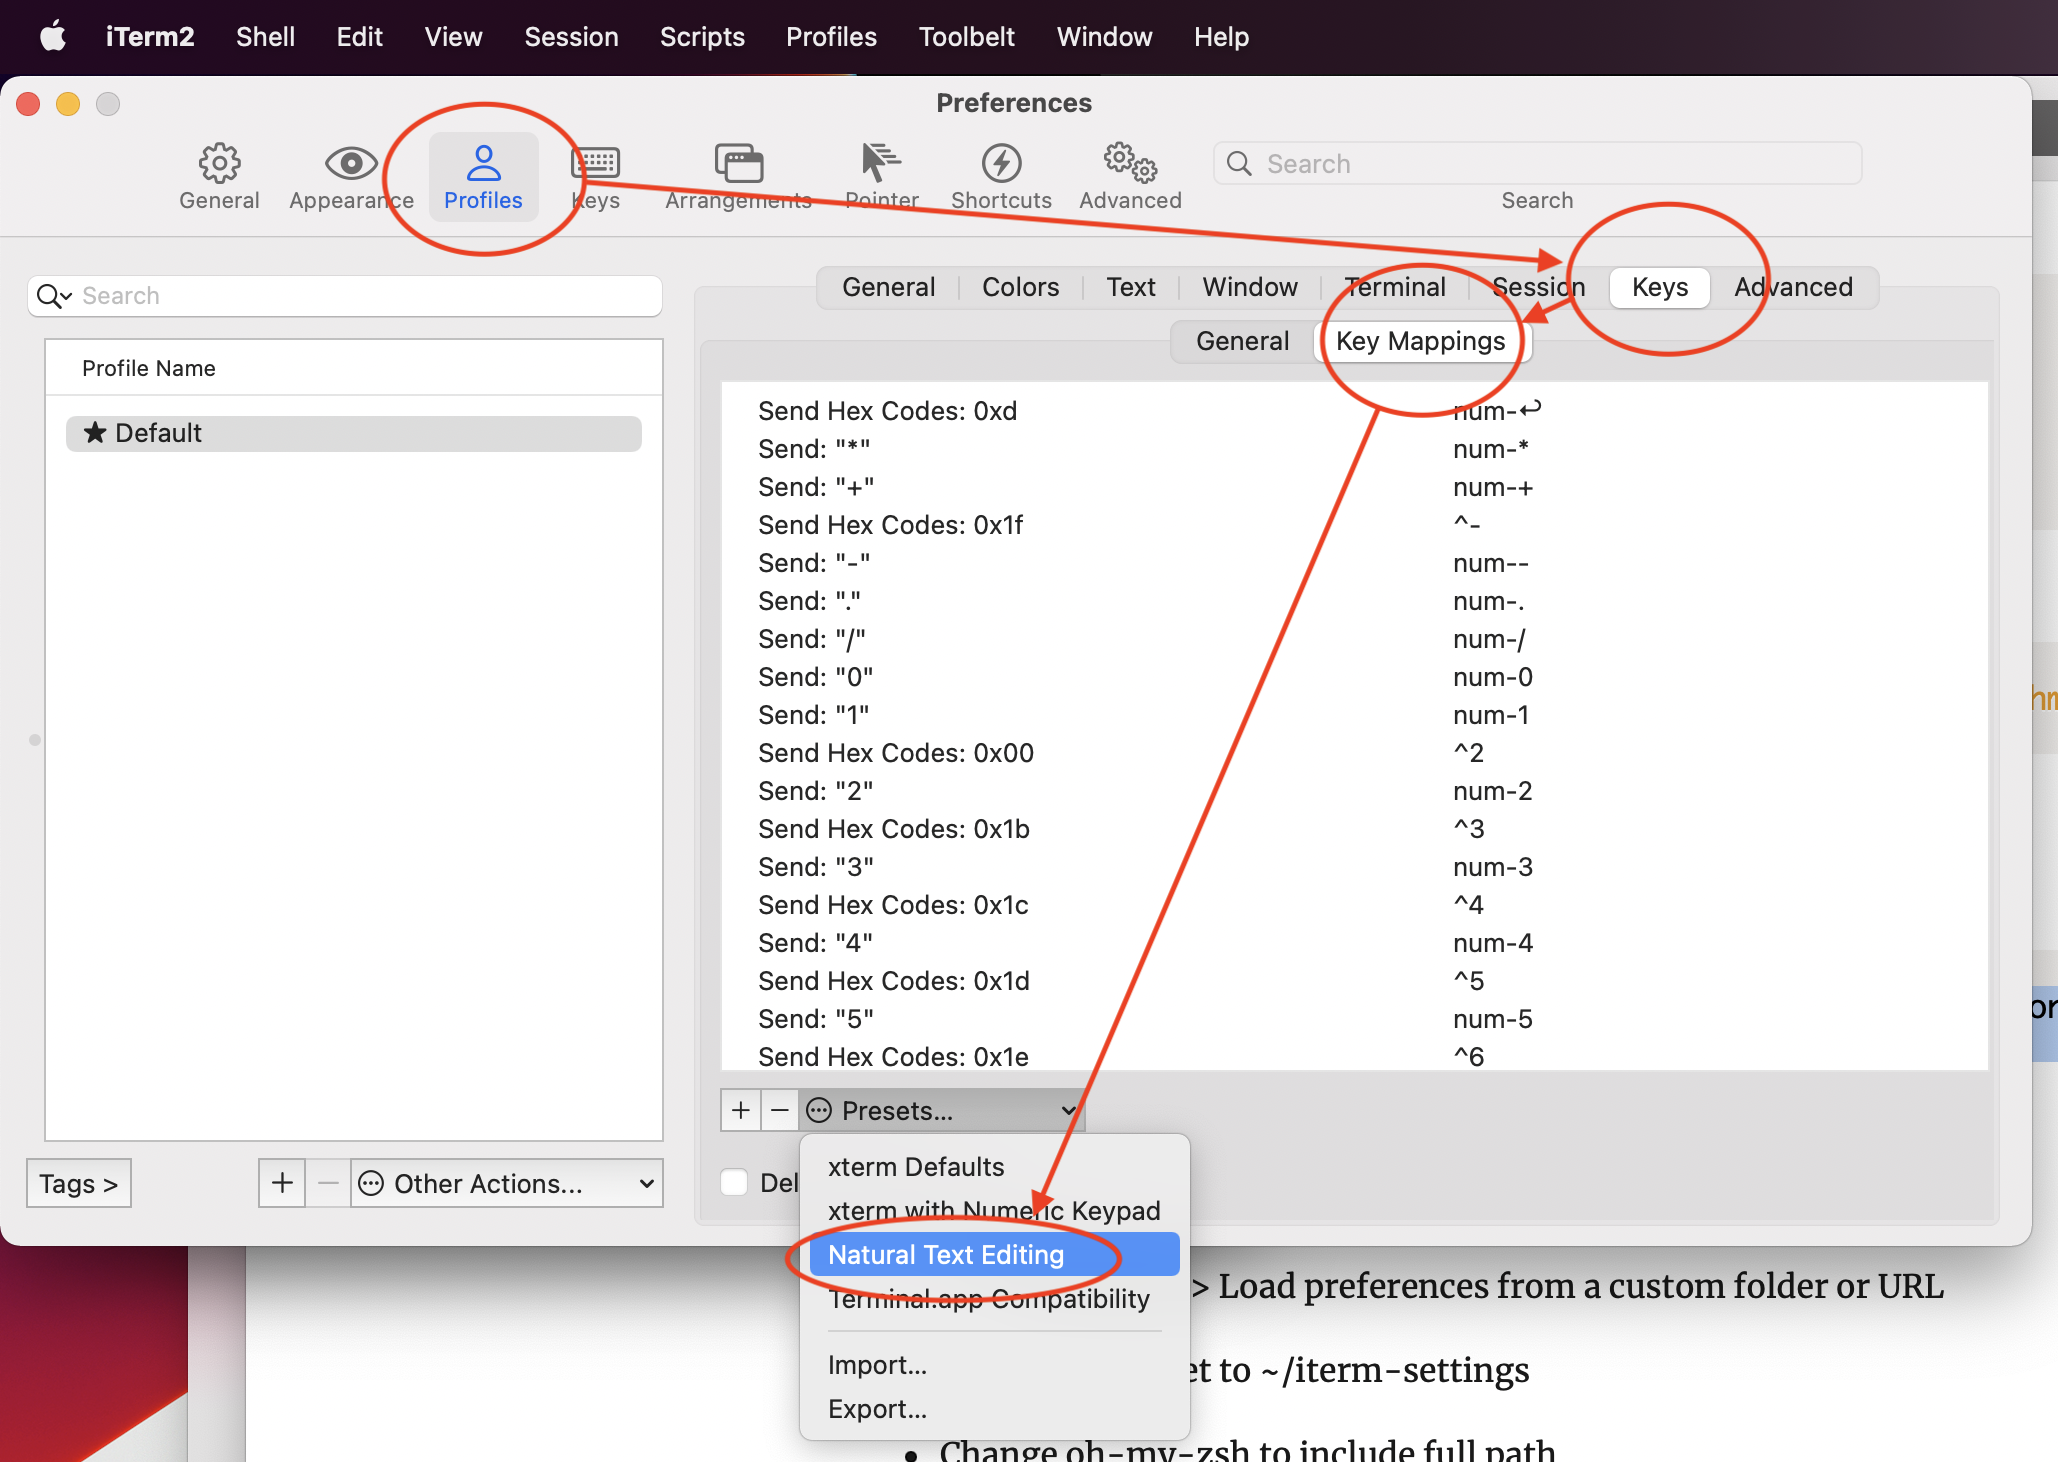 iTerm2 Shell Edit View Session Scripts Profiles Toolbelt Window Help
Preferences
General Appearance Profiles Keys Arrangements Pointer Shortcuts Advanced Search
Search
Search
General Colors Text Window Terminal Session Keys Advanced
General Key Mappings
Profile Name
★ Default
Send Hex Codes: 0xd num-↩
Send: "*" num-*
Send: "+" num-+
Send Hex Codes: 0x1f ^-
Send: "-" num--
Send: "." num-.
Send: "/" num-/
Send: "0" num-0
Send: "1" num-1
Send Hex Codes: 0x00 ^2
Send: "2" num-2
Send Hex Codes: 0x1b ^3
Send: "3" num-3
Send Hex Codes: 0x1c ^4
Send: "4" num-4
Send Hex Codes: 0x1d ^5
Send: "5" num-5
Send Hex Codes: 0x1e ^6
+ − Presets...
Tags > + − Other Actions...
Del
xterm Defaults
xterm with Numeric Keypad
Natural Text Editing
Terminal.app Compatibility
Import...
Export...
> Load preferences from a custom folder or URL
et to ~/iterm-settings
• Change oh-my-zsh to include full path
hm
or